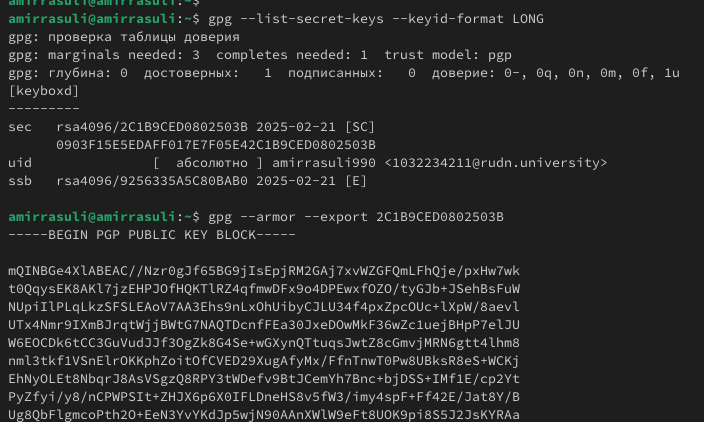 amirrasuli@amirrasuli:~$
amirrasuli@amirrasuli:~$ gpg --list-secret-keys --keyid-format LONG
gpg: проверка таблицы доверия
gpg: marginals needed: 3  completes needed: 1  trust model: pgp
gpg: глубина: 0  достоверных:   1  подписанных:   0  доверие: 0-, 0q, 0n, 0m, 0f, 1u
[keyboxd]
---------
sec   rsa4096/2C1B9CED0802503B 2025-02-21 [SC]
      0903F15E5EDAFF017E7F05E42C1B9CED0802503B
uid               [  абсолютно ] amirrasuli990 <1032234211@rudn.university>
ssb   rsa4096/9256335A5C80BAB0 2025-02-21 [E]
amirrasuli@amirrasuli:~$ gpg --armor --export 2C1B9CED0802503B
-----BEGIN PGP PUBLIC KEY BLOCK-----
mQINBGe4XlABEAC//Nzr0gJf65BG9jIsEpjRM2GAj7xvWZGFQmLFhQje/pxHw7wk
t0QqysEK8AKl7jzEHPJOfHQKTlRZ4qfmwDFx9o4DPEwxfOZO/tyGJb+JSehBsFuW
NUpiIlPLqLkzSFSLEAoV7AA3Ehs9nLxOhUibyCJLU34f4pxZpcOUc+lXpW/8aevl
UTx4Nmr9IXmBJrqtWjjBWtG7NAQTDcnfFEa30JxeDOwMkF36wZc1uejBHpP7elJU
W6EOCDk6tCC3GuVudJJf3OgZk8G4Se+wGXynQTtuqsJwtZ8cGmvjMRN6gtt4lhm8
nml3tkf1VSnElrOKKphZoitOfCVED29XugAfyMx/FfnTnwT0Pw8UBksR8eS+WCKj
EhNyOLEt8NbqrJ8AsVSgzQ8RPY3tWDefv9BtJCemYh7Bnc+bjDSS+IMf1E/cp2Yt
PyZfyi/y8/nCPWPSIt+ZHJX6p6X0IFLDneHS8v5fW3/imy4spF+Ff42E/Jat8Y/B
Ug8QbFlgmcoPth2O+EeN3YvYKdJp5wjN90AAnXWlW9eFt8UOK9pi8S5J2JsKYRAa